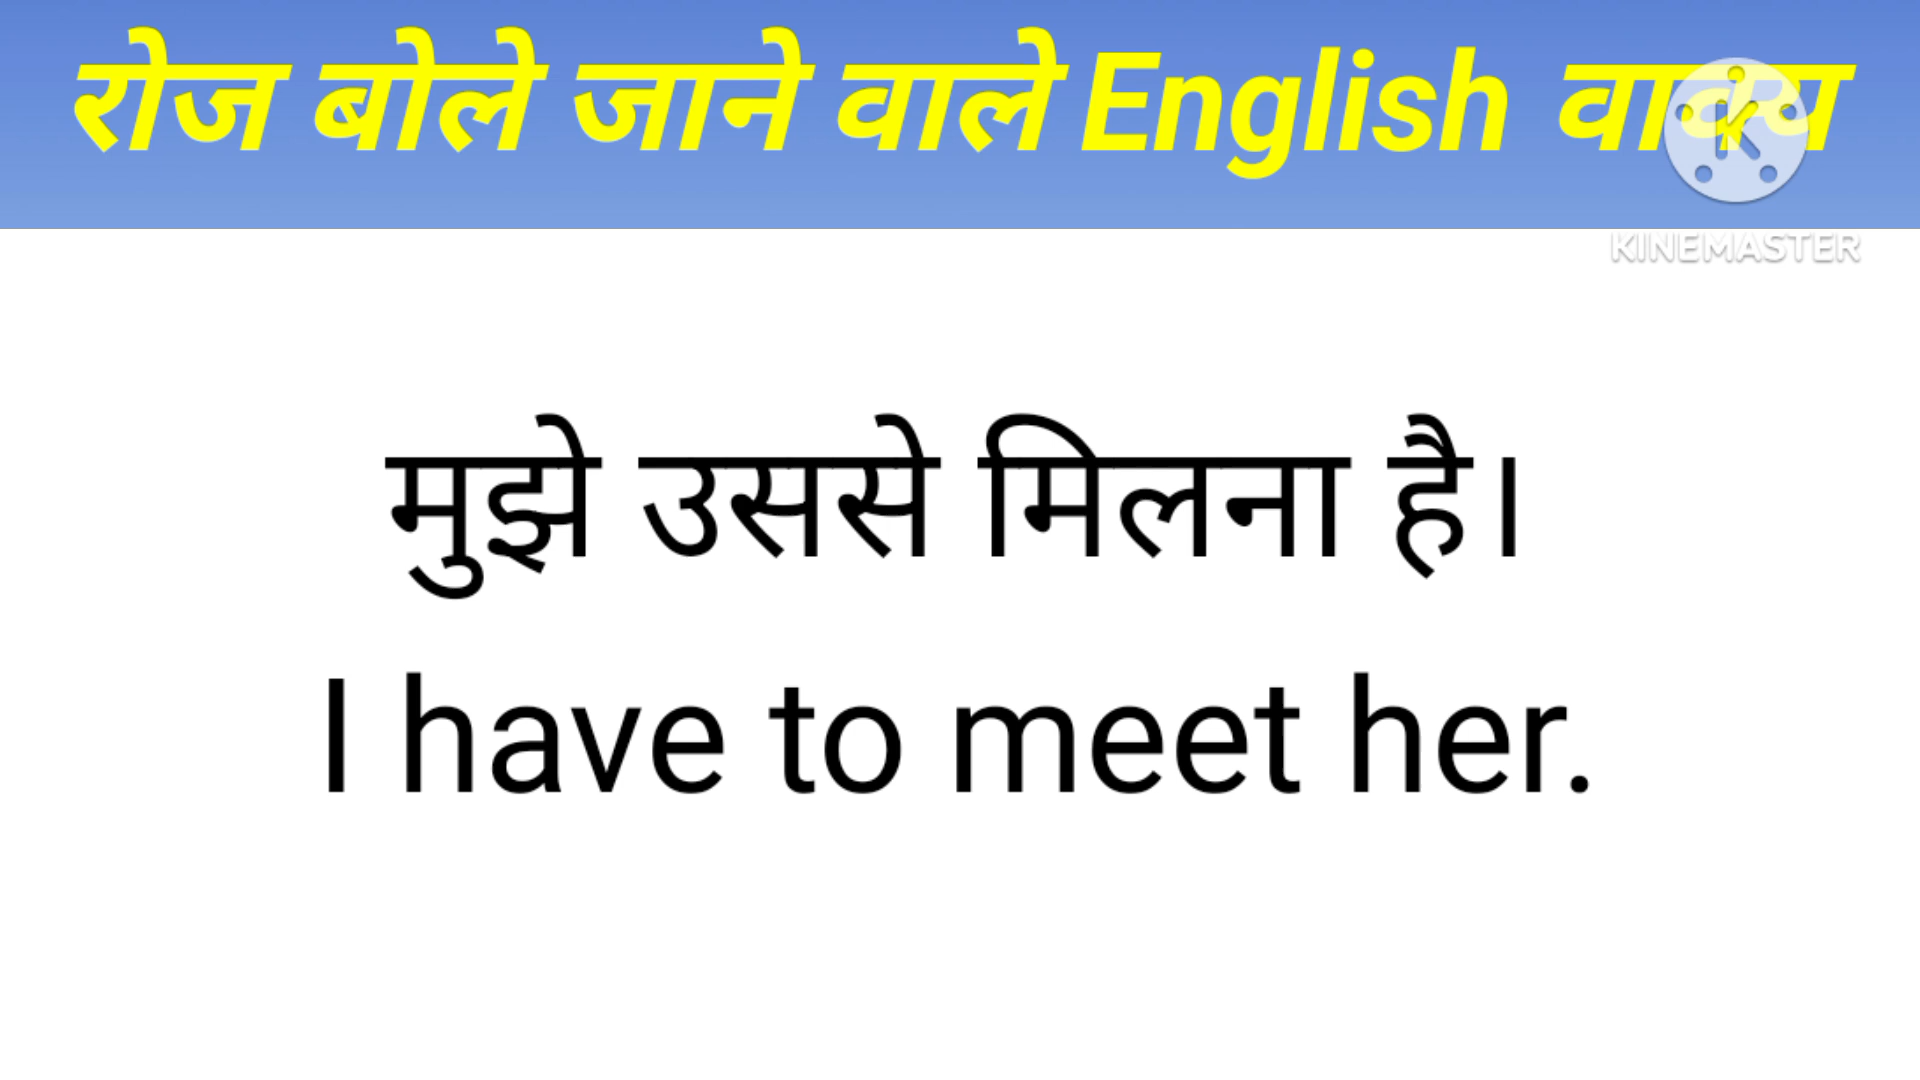 रोज बोले जाने वाले English वाक्य
KINEMASTER
मुझे उससे मिलना है।
I have to meet her.